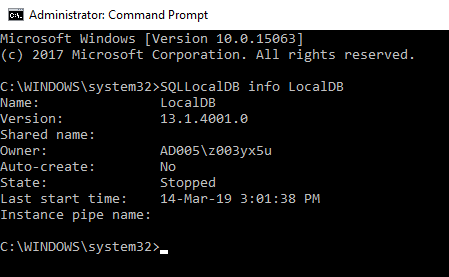 Administrator: Command Prompt
Microsoft Windows [Version 10.0.15063]
(c) 2017 Microsoft Corporation. All rights reserved.
C:\WINDOWS\system32>SQLLocalDB info LocalDB
Name: LocalDB
Version: 13.1.4001.0
Shared name:
Owner: AD005\z003yx5u
Auto-create: No
State: Stopped
Last start time: 14-Mar-19 3:01:38 PM
Instance pipe name:
C:\WINDOWS\system32>